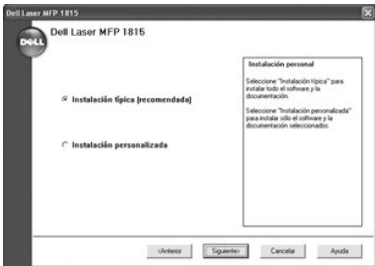 Dell Laser MFP 1815
DELL
Dell Laser MFP 1815
Instalación típica (recomendada)
Instalación personalizada
Instalación personal
Seleccione "Instalación típica" para
instalar todo el software y la
documentación.
Seleccione "Instalación personalizada"
para instalar sólo el software y la
documentación seleccionados.
<Anterior
Siguiente>
Cancelar
Ayuda